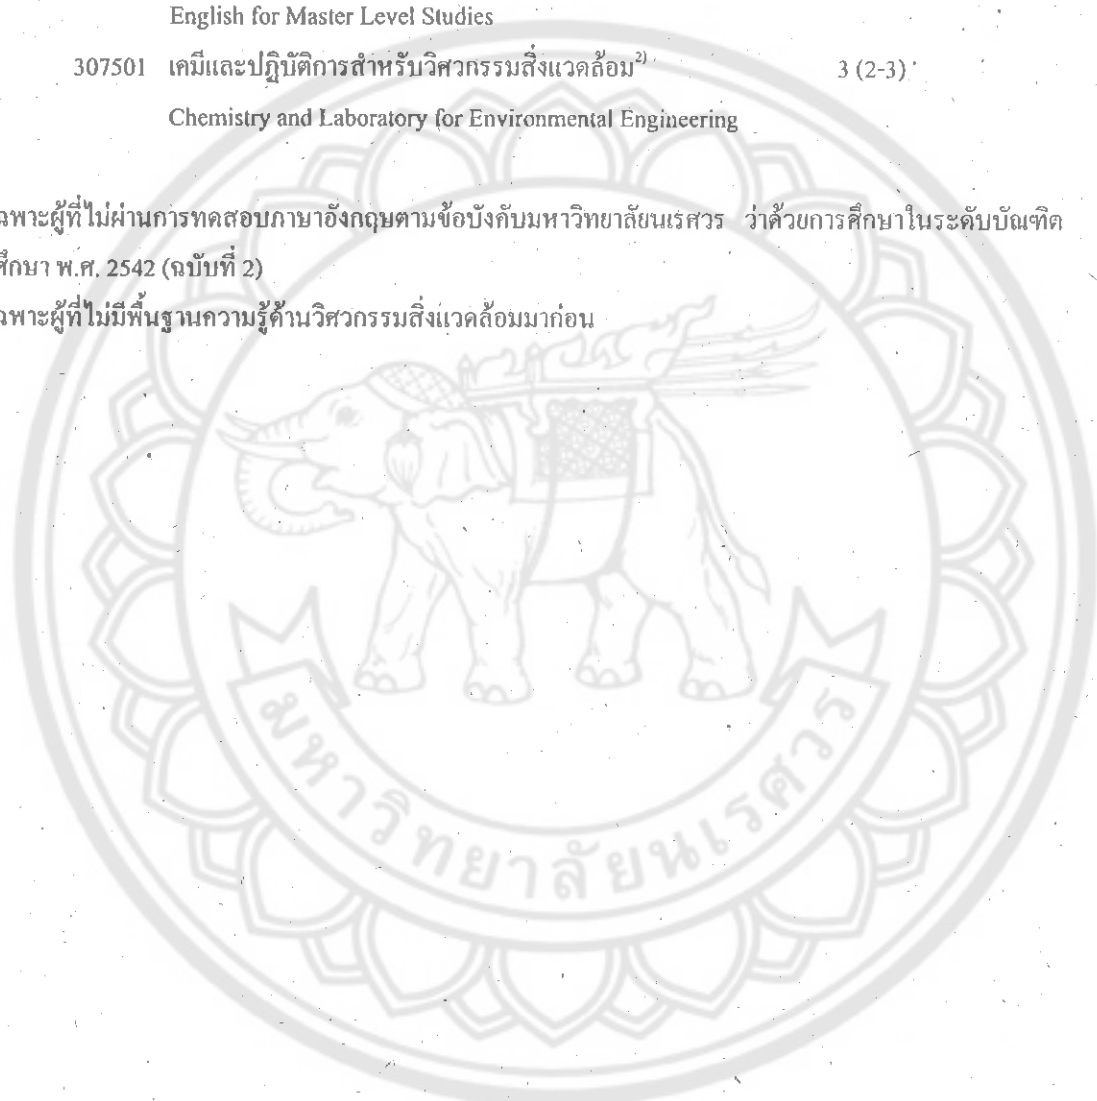 English for Master Level Studies
307501 เคมีและปฏิบัติการสำหรับวิศวกรรมสิ่งแวดล้อม²⁾ 3 (2-3)
Chemistry and Laboratory for Environmental Engineering
ฉพาะผู้ที่ไม่ผ่านการทดสอบภาษาอังกฤษตามข้อบังคับมหาวิทยาลัยนเรศวร ว่าด้วยการศึกษาในระดับบัณฑิต
ศึกษา พ.ศ. 2542 (ฉบับที่ 2)
ฉพาะผู้ที่ไม่มีพื้นฐานความรู้ด้านวิศวกรรมสิ่งแวดล้อมมาก่อน
มหาวิทยาลัยนเรศวร